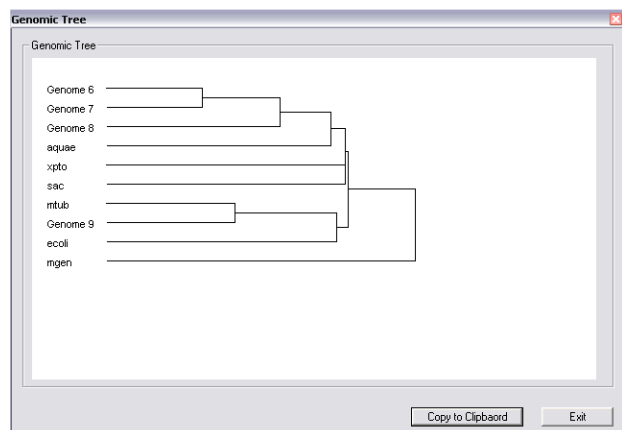 Genomic Tree
Genomic Tree
Genome 6
Genome 7
Genome 8
aquae
xpto
sac
mtub
Genome 9
ecoli
mgen
Copy to Clipbaord
Exit